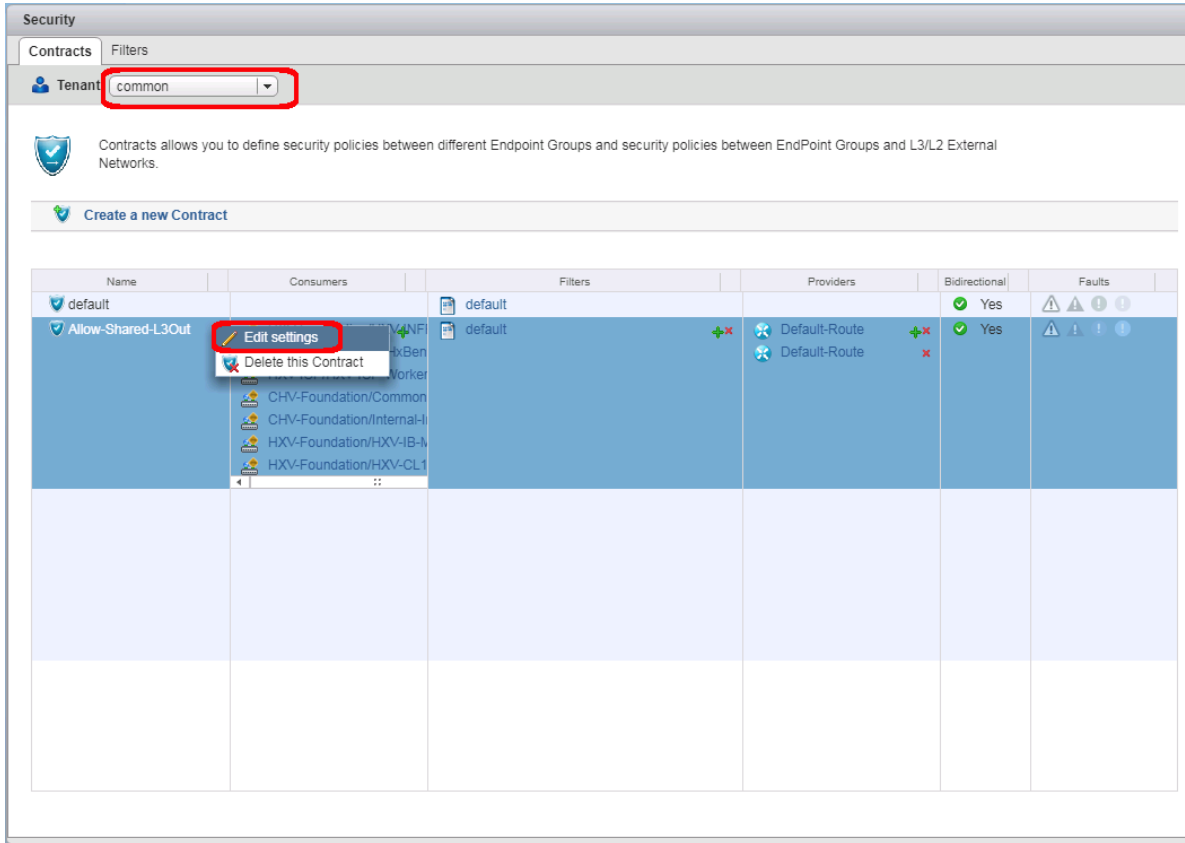 Security
Contracts Filters
Tenant common
Contracts allows you to define security policies between different Endpoint Groups and security policies between EndPoint Groups and L3/L2 External
Networks.
Create a new Contract
Name Consumers Filters Providers Bidirectional Faults
default default Yes
Allow-Shared-L3Out default Default-Route Yes
Edit settings
Default-Route
Delete this Contract
CHV-Foundation/Common
CHV-Foundation/Internal-I
HXV-Foundation/HXV-IB-M
HXV-Foundation/HXV-CL1